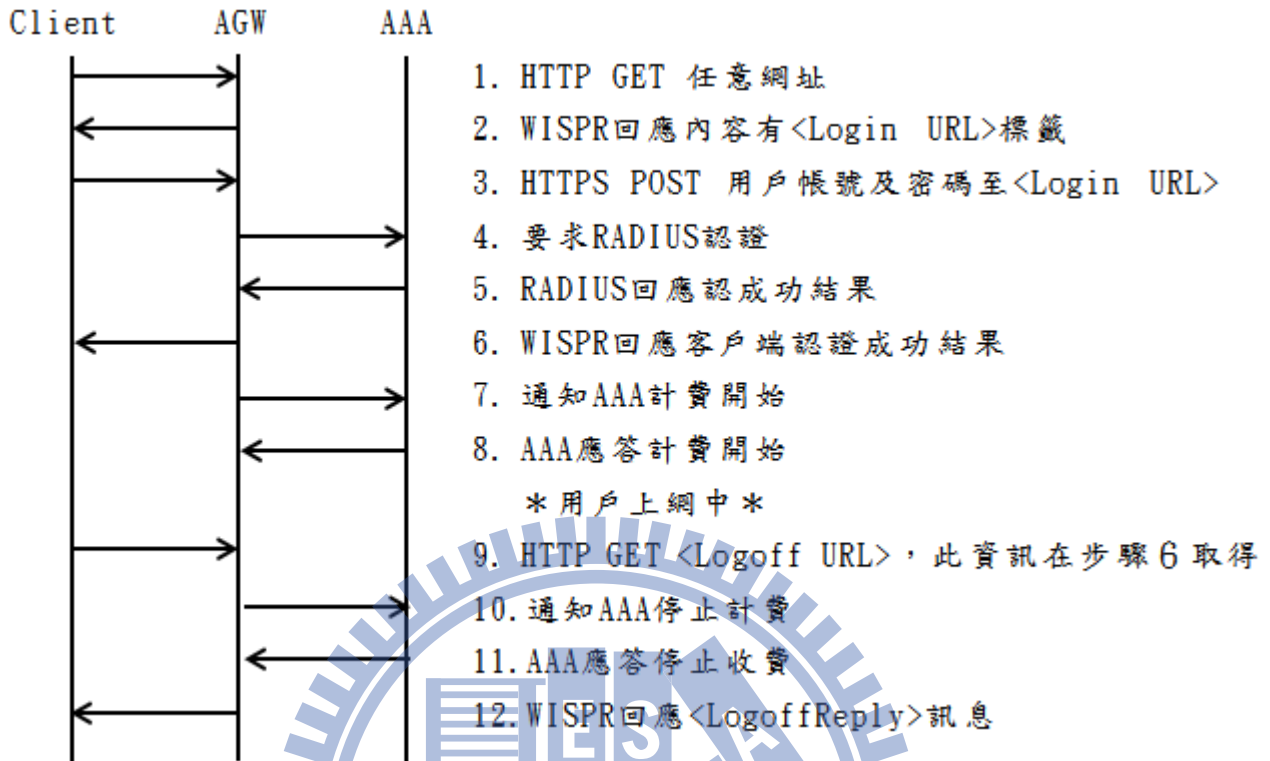 Client AGW AAA
1. HTTP GET 任意網址
2. WISPR回應內容有<Login URL>標籤
3. HTTPS POST 用戶帳號及密碼至<Login URL>
4. 要求RADIUS認證
5. RADIUS回應認成功結果
6. WISPR回應客戶端認證成功結果
7. 通知AAA計費開始
8. AAA應答計費開始
＊用戶上網中＊
9. HTTP GET <Logoff URL>，此資訊在步驟6取得
10.通知AAA停止計費
11.AAA應答停止收費
12.WISPR回應<LogoffReply>訊息
ESA